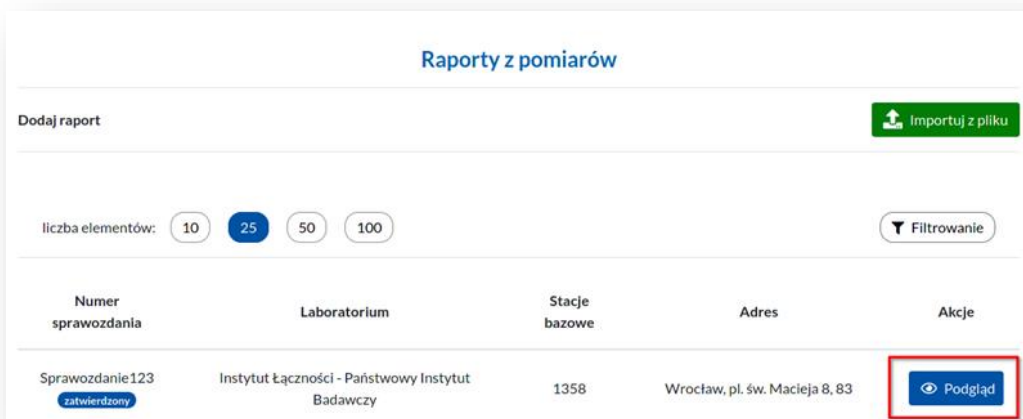 Raporty z pomiarów
Dodaj raport
Importuj z pliku
liczba elementów: 10 25 50 100
Filtrowanie
Numer sprawozdania
Laboratorium
Stacje bazowe
Adres
Akcje
Sprawozdanie123
zatwierdzony
Instytut Łączności - Państwowy Instytut
Badawczy
1358
Wrocław, pl. św. Macieja 8, 83
Podgląd